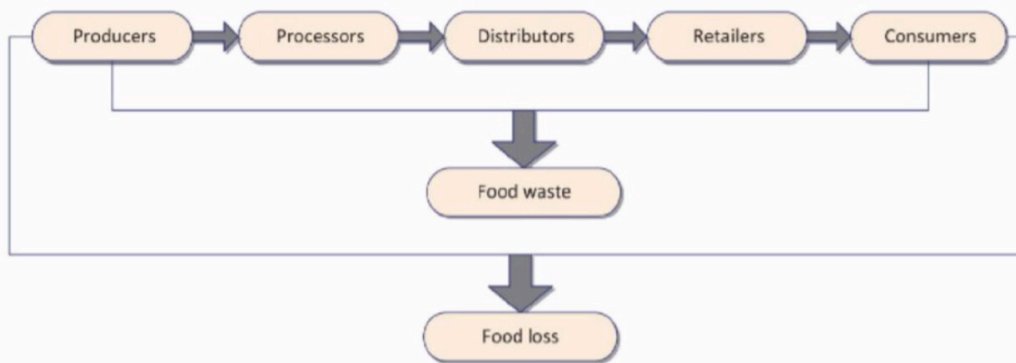 Producers
Processors
Distributors
Retailers
Consumers
Food waste
Food loss